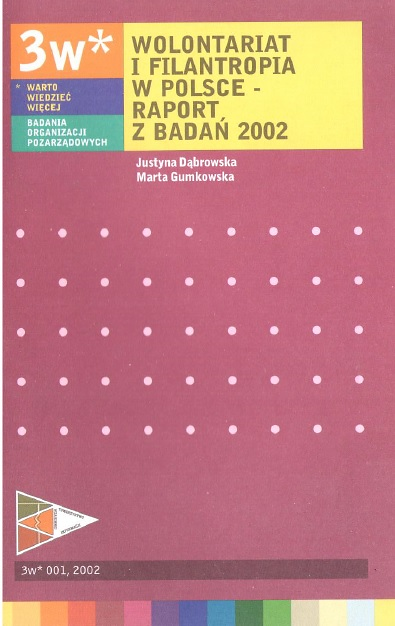 3w*
* WARTO
WIEDZIEĆ
WIĘCEJ
BADANIA
ORGANIZACJI
POZARZĄDOWYCH
WOLONTARIAT
I FILANTROPIA
W POLSCE -
RAPORT
Z BADAŃ 2002
Justyna Dąbrowska
Marta Gumkowska
3w* 001, 2002